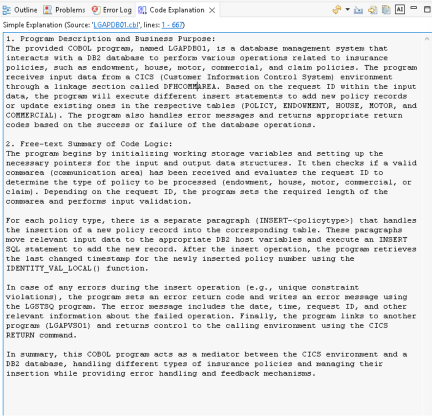 Outline Problems Error Log Code Explanation
Simple Explanation (Source: 'LGAPDB01.cbl', lines: 1 - 667)
1. Program Description and Business Purpose:
The provided COBOL program, named LGAPDB01, is a database management system that
interacts with a DB2 database to perform various operations related to insurance
policies, such as endowment, house, motor, commercial, and claim policies. The program
receives input data from a CICS (Customer Information Control System) environment
through a linkage section called DFHCOMMAREA. Based on the request ID within the input
data, the program will execute different insert statements to add new policy records
or update existing ones in the respective tables (POLICY, ENDOWMENT, HOUSE, MOTOR, and
COMMERCIAL). The program also handles error messages and returns appropriate return
codes based on the success or failure of the database operations.
2. Free-text Summary of Code Logic:
The program begins by initializing working storage variables and setting up the
necessary pointers for the input and output data structures. It then checks if a valid
commarea (communication area) has been received and evaluates the request ID to
determine the type of policy to be processed (endowment, house, motor, commercial, or
claim). Depending on the request ID, the program sets the required length of the
commarea and performs input validation.
For each policy type, there is a separate paragraph (INSERT-<policytype>) that handles
the insertion of a new policy record into the corresponding table. These paragraphs
move relevant input data to the appropriate DB2 host variables and execute an INSERT
SQL statement to add the new record. After the insert operation, the program retrieves
the last changed timestamp for the newly inserted policy number using the
IDENTITY_VAL_LOCAL() function.
In case of any errors during the insert operation (e.g., unique constraint
violations), the program sets an error return code and writes an error message using
the LGSTSQ program. The error message includes the date, time, request ID, and other
relevant information about the failed operation. Finally, the program links to another
program (LGAPVS01) and returns control to the calling environment using the CICS
RETURN command.
In summary, this COBOL program acts as a mediator between the CICS environment and a
DB2 database, handling different types of insurance policies and managing their
insertion while providing error handling and feedback mechanisms.